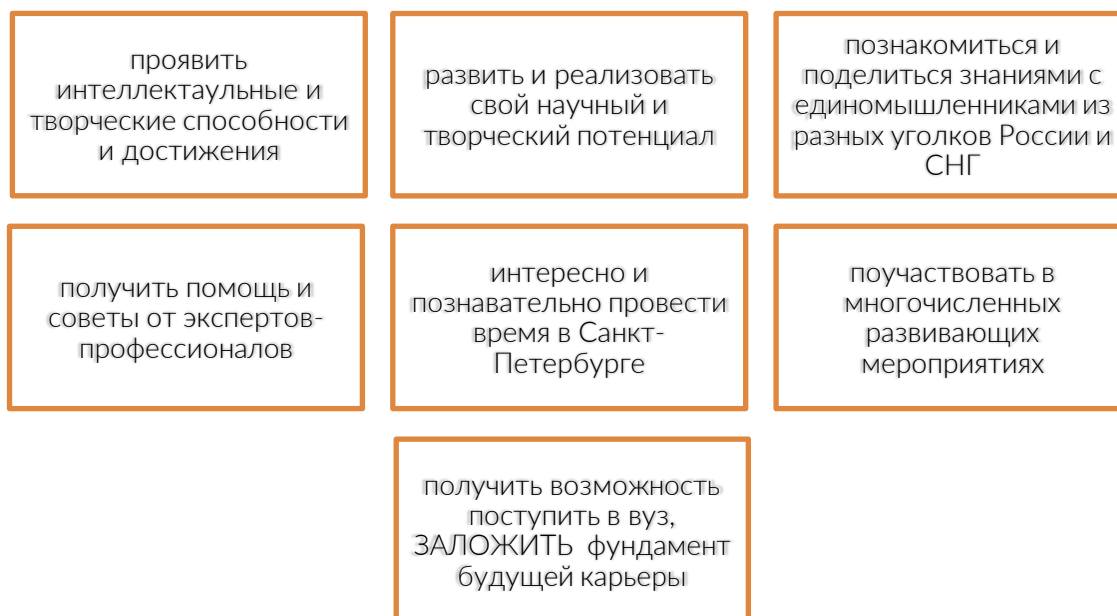 проявить
интеллектаульные и
творческие способности
и достижения
развить и реализовать
свой научный и
творческий потенциал
познакомиться и
поделиться знаниями с
единомышленниками из
разных уголков России и
СНГ
получить помощь и
советы от экспертов-
профессионалов
интересно и
познавательно провести
время в Санкт-
Петербурге
поучаствовать в
многочисленных
развивающих
мероприятиях
получить возможность
поступить в вуз,
ЗАЛОЖИТЬ фундамент
будущей карьеры